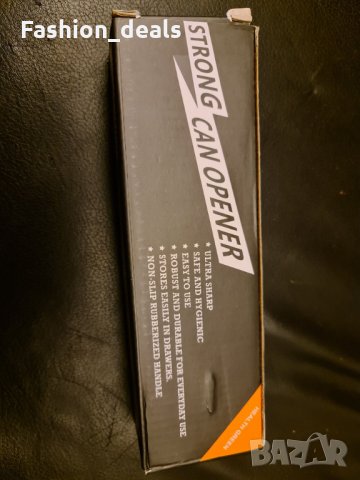 Fashion_deals
STRONG
CAN OPENER
★ ULTRA SHARP
★ SAFE AND HYGIENIC
★ EASY TO USE
★ ROBUST AND DURABLE FOR EVERYDAY USE
★ STORES EASILY IN DRAWERS.
★ NON-SLIP RUBBERIZED HANDLE
HEALTH GREEN
BAZAR